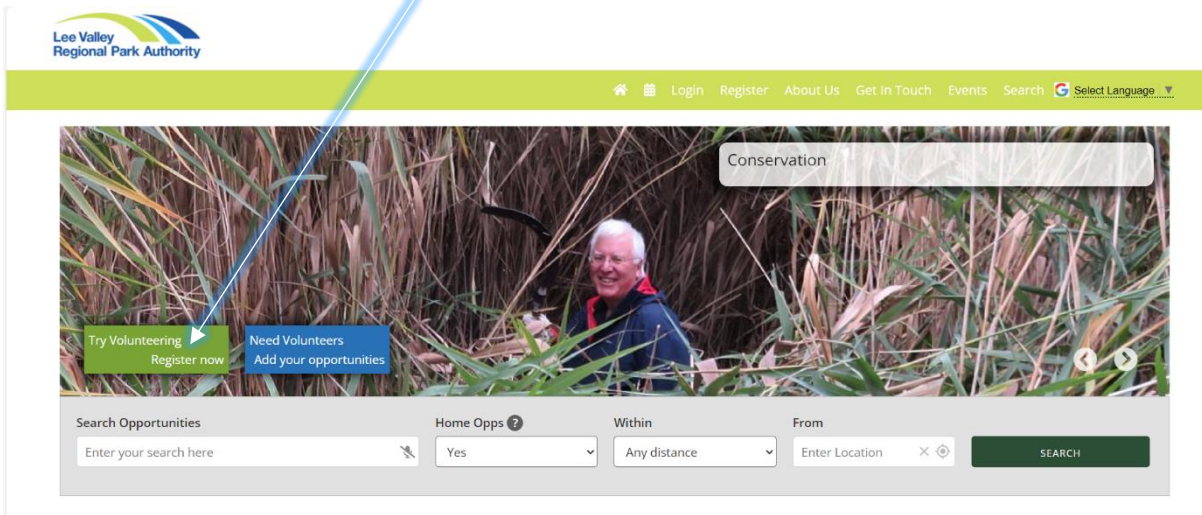 Lee Valley
Regional Park Authority
Login Register About Us Get In Touch Events Search G Select Language ▼
Conservation
Try Volunteering
Register now
Need Volunteers
Add your opportunities
Search Opportunities
Home Opps ?
Within
From
Enter your search here
Yes
Any distance
Enter Location
SEARCH